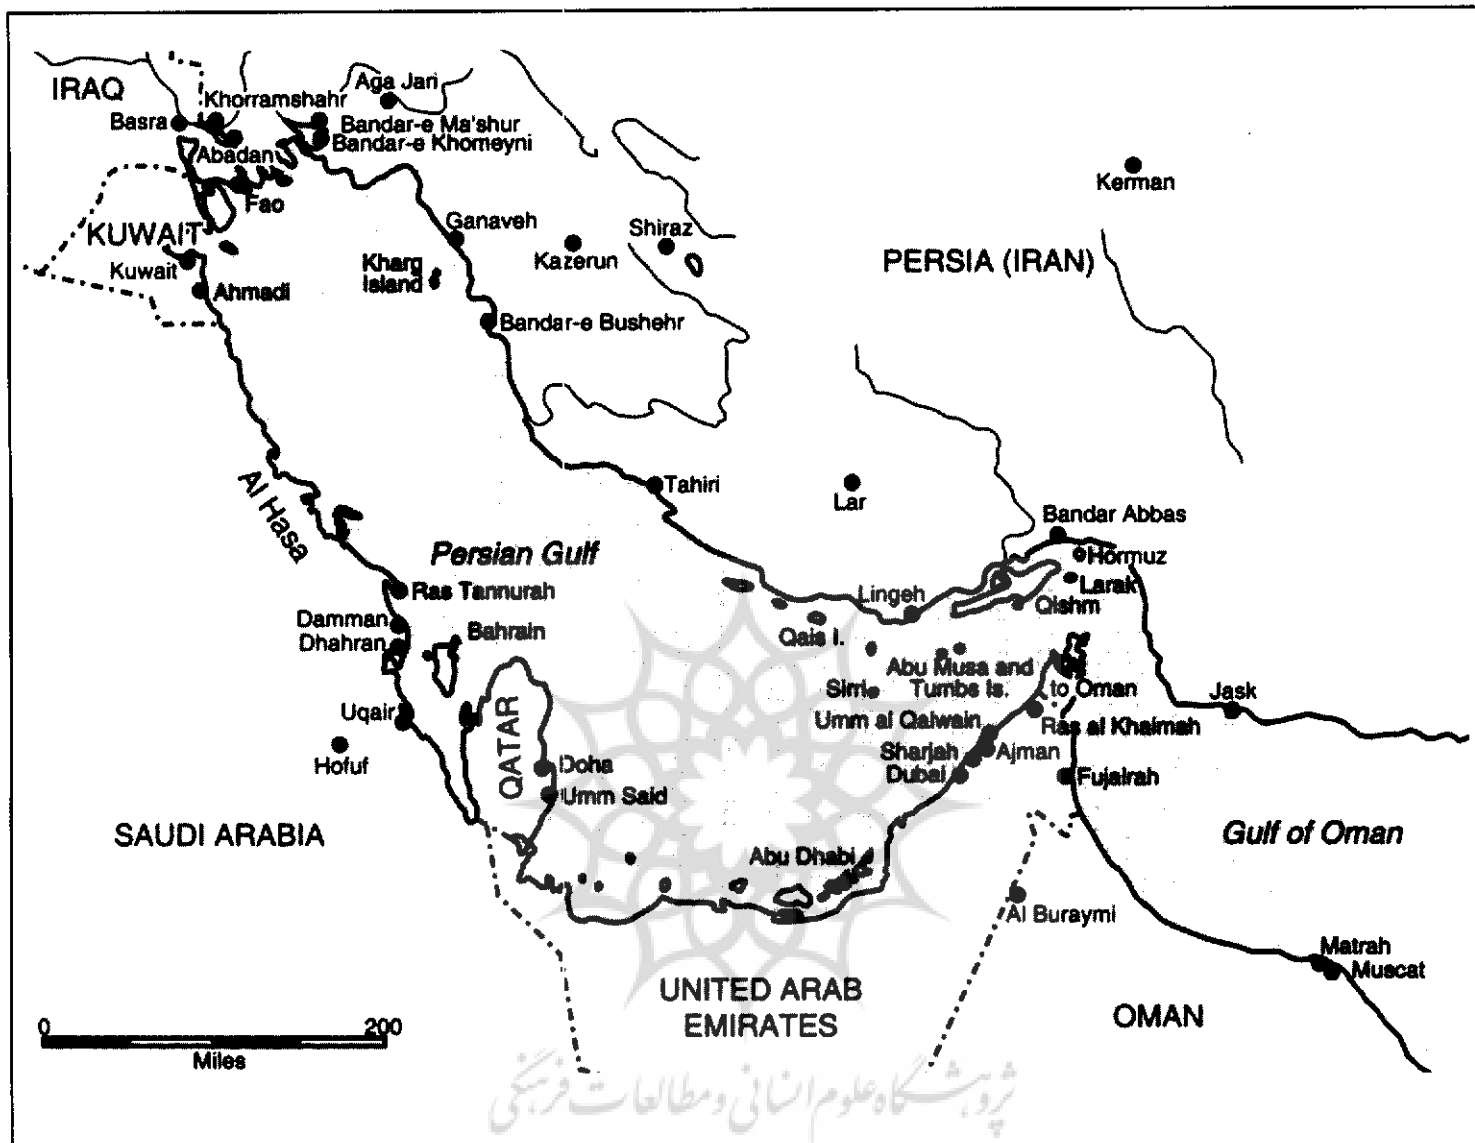 IRAQ
Aga Jari
Khorramshahr
Basra
Bandar-e Ma'shur
Bandar-e Khomeyni
Abadan
Kerman
Fao
Ganaveh
Shiraz
KUWAIT
Kazerun
PERSIA (IRAN)
Kuwait
Kharg
Island
Ahmadi
Bandar-e Bushehr
Al Hasa
Tahiri
Lar
Bandar Abbas
Persian Gulf
Hormuz
Larak
Ras Tannurah
Lingeh
Qishm
Damman
Dhahran
Bahrain
Qais I.
Abu Musa and
Tumbs Is.
Sirri
to Oman
Jask
Uqair
QATAR
Umm al Qaiwain
Ras al Khaimah
Hofuf
Sharjah
Ajman
Doha
Dubai
Fujairah
Umm Said
SAUDI ARABIA
Gulf of Oman
Abu Dhabi
Al Buraymi
Matrah
Muscat
UNITED ARAB
EMIRATES
OMAN
0 200
Miles
پژوهشگاه علوم انسانی و مطالعات فرهنگی